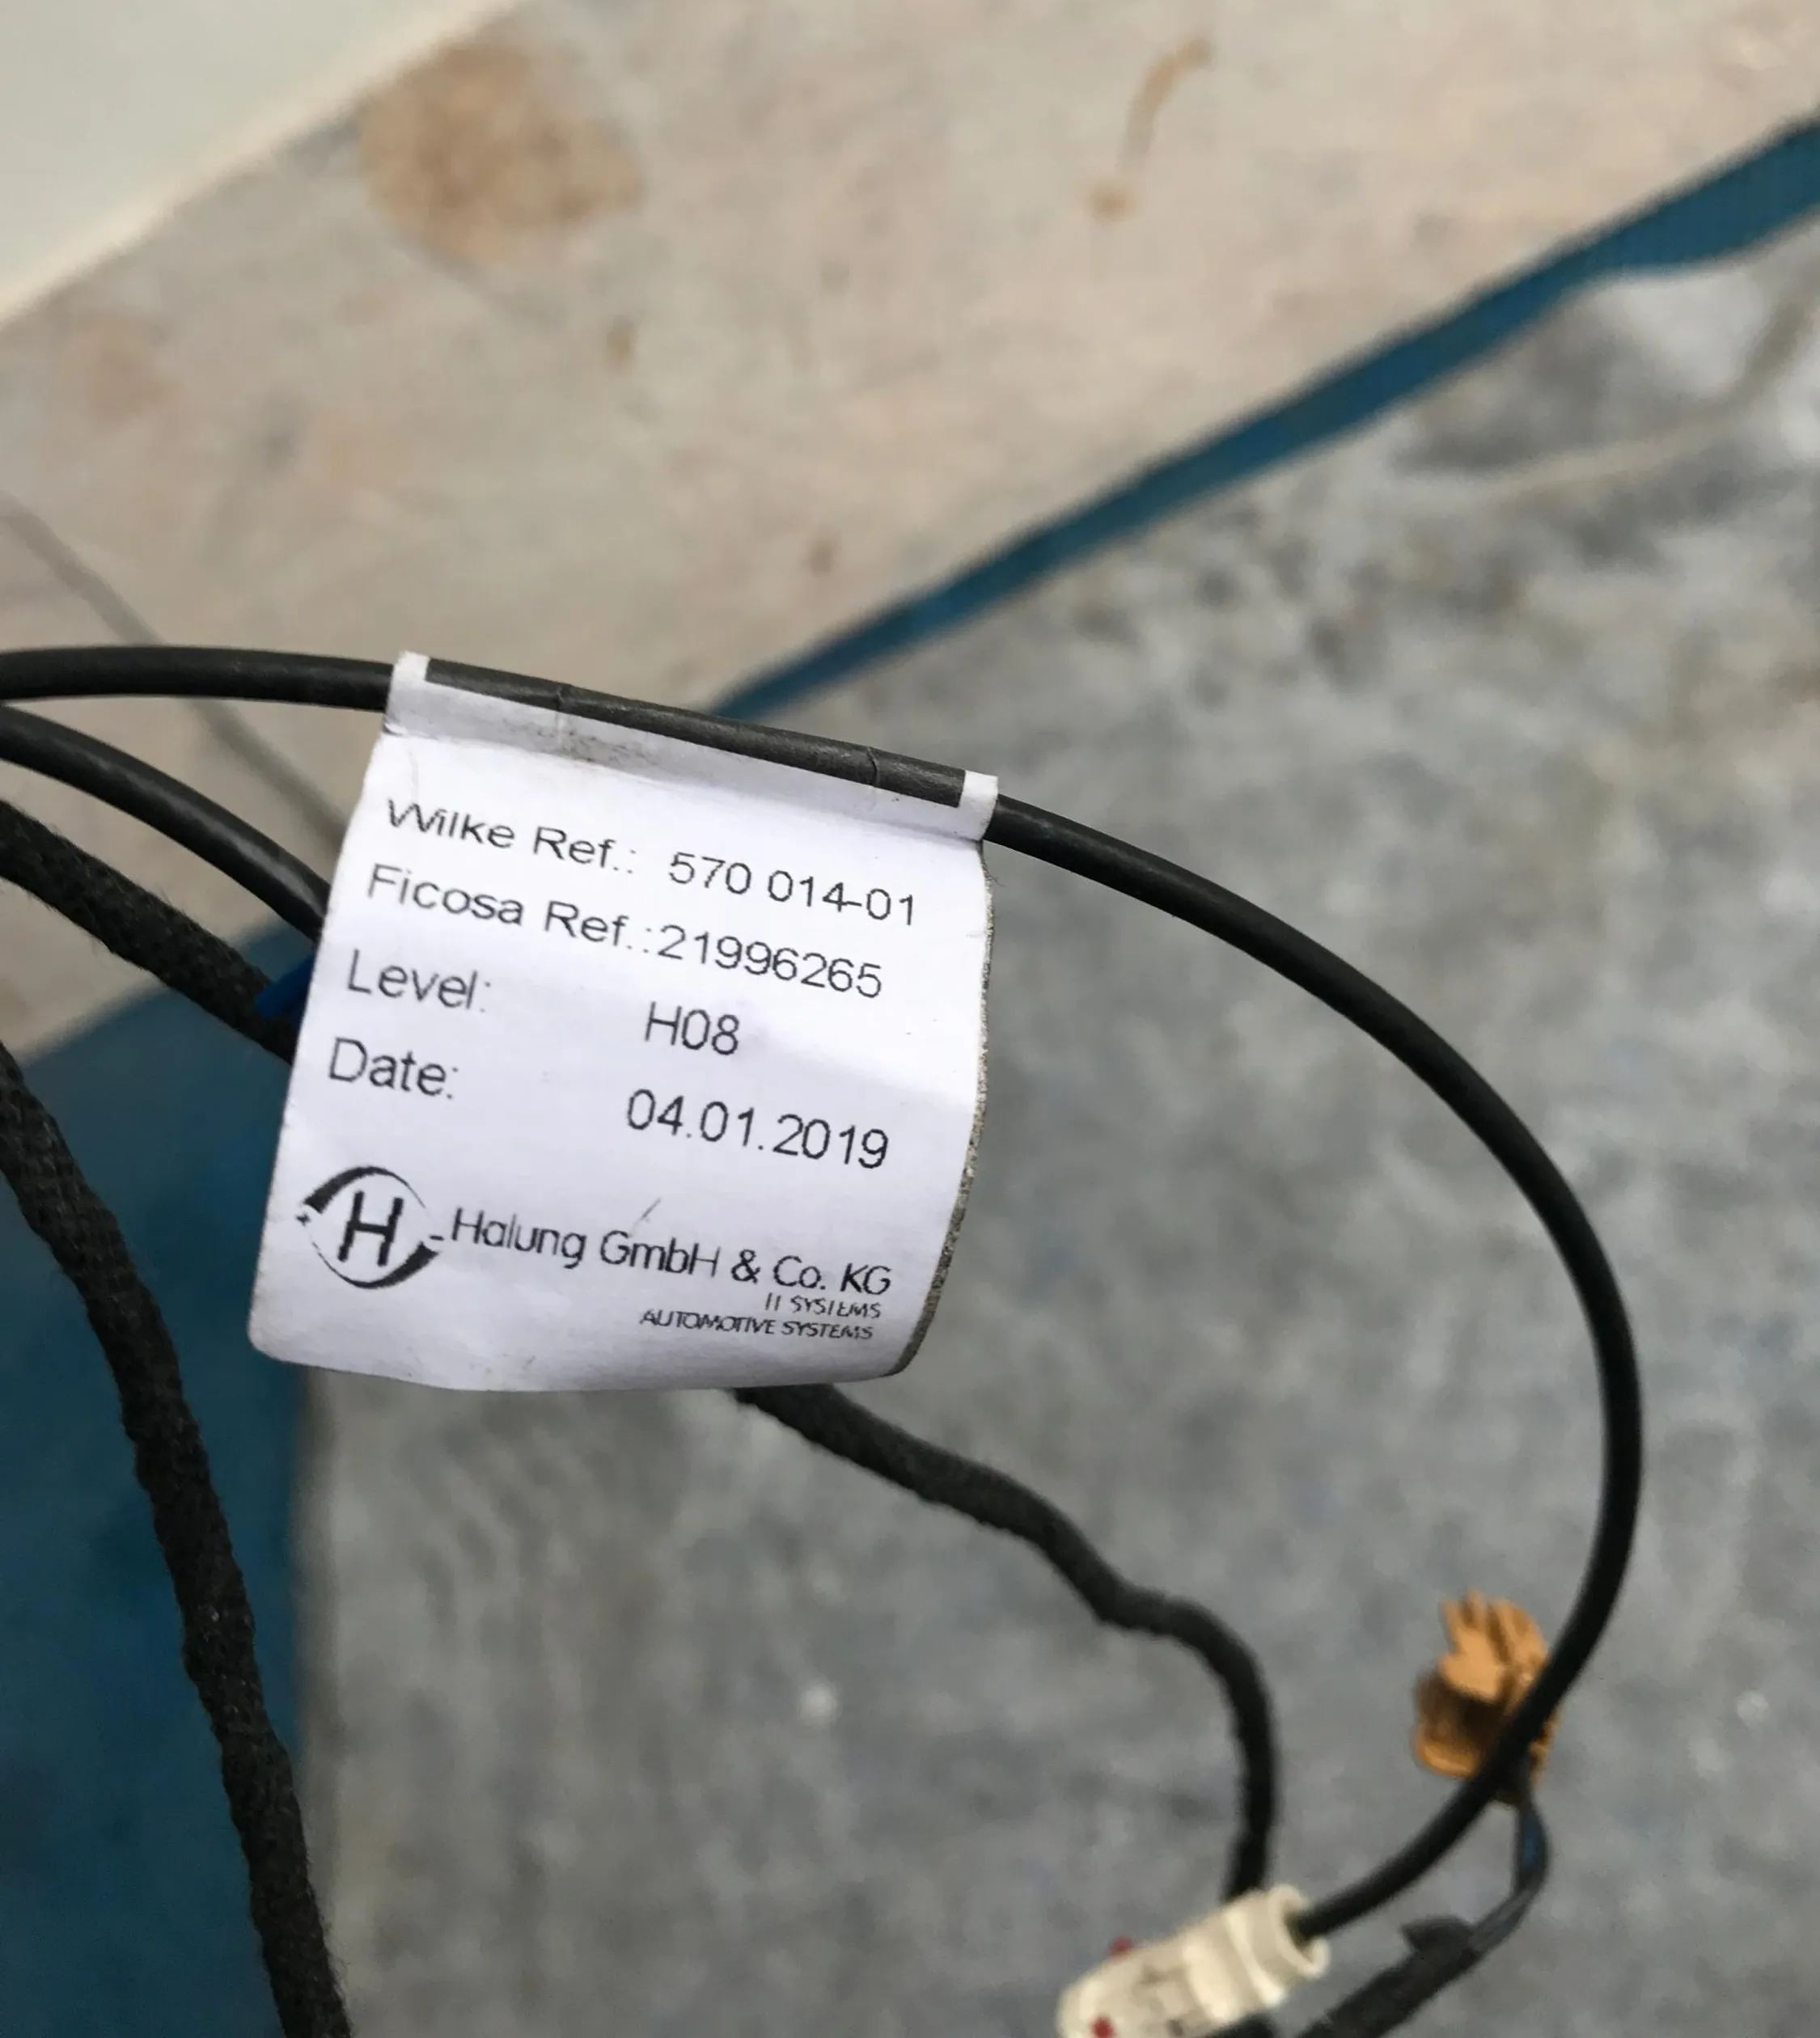 Wilke Ref.: 570 014-01
Ficosa Ref.:21996265
Level: H08
Date: 04.01.2019
H Halung GmbH & Co. KG
IT SYSTEMS
AUTOMOTIVE SYSTEMS